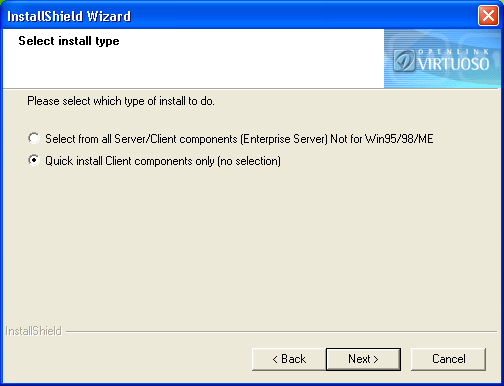 InstallShield Wizard
Select install type
OPENLINK
VIRTUOSO
Please select which type of install to do.
Select from all Server/Client components (Enterprise Server) Not for Win95/98/ME
Quick install Client components only (no selection)
InstallShield
< Back
Next >
Cancel